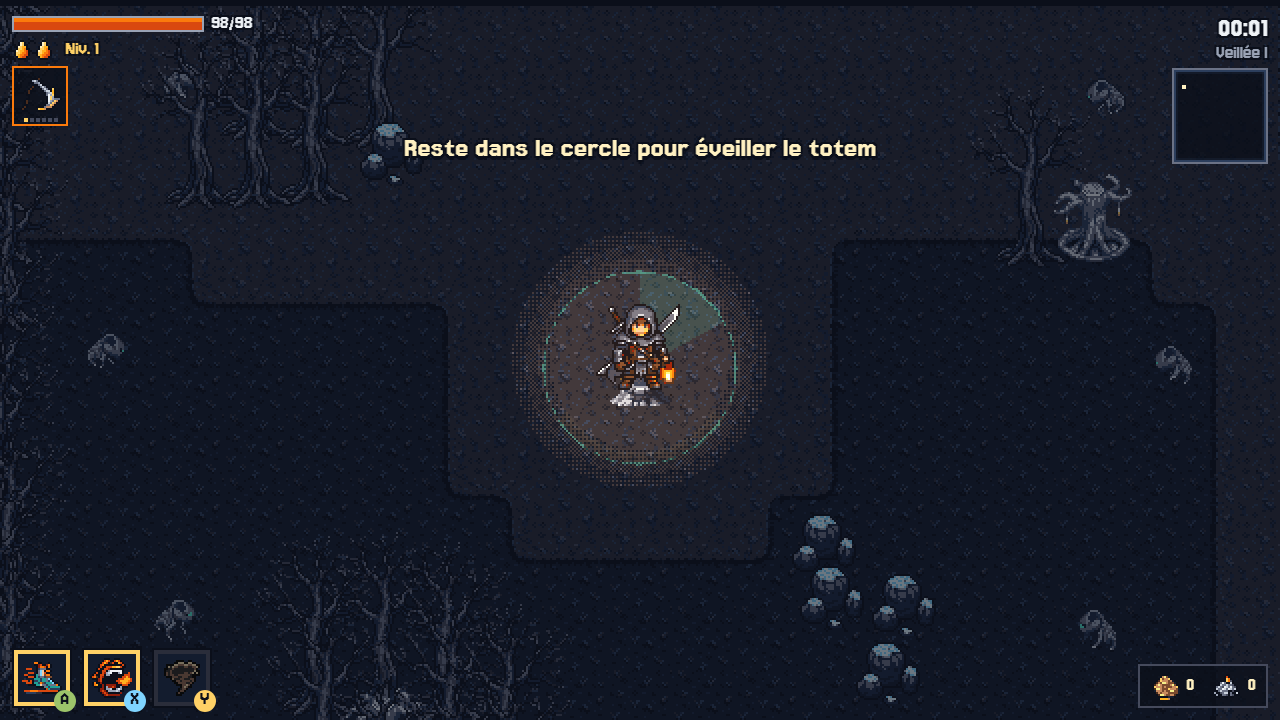 98/98
00:01
Niv. 1
Veillée I
Reste dans le cercle pour éveiller le totem
A
X
Y
0
0